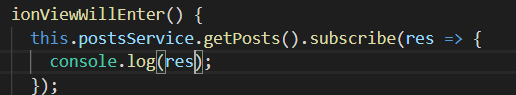 ionViewWillEnter() {
this.postsService.getPosts().subscribe(res => {
console.log(res);
});